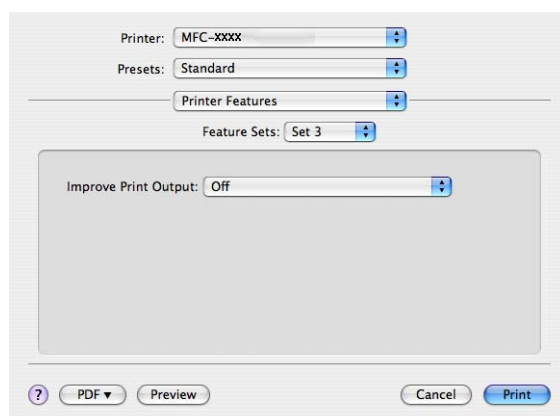 Printer: MFC-XXXX
Presets: Standard
Printer Features
Feature Sets: Set 3
Improve Print Output: Off
? PDF ▼ Preview Cancel Print